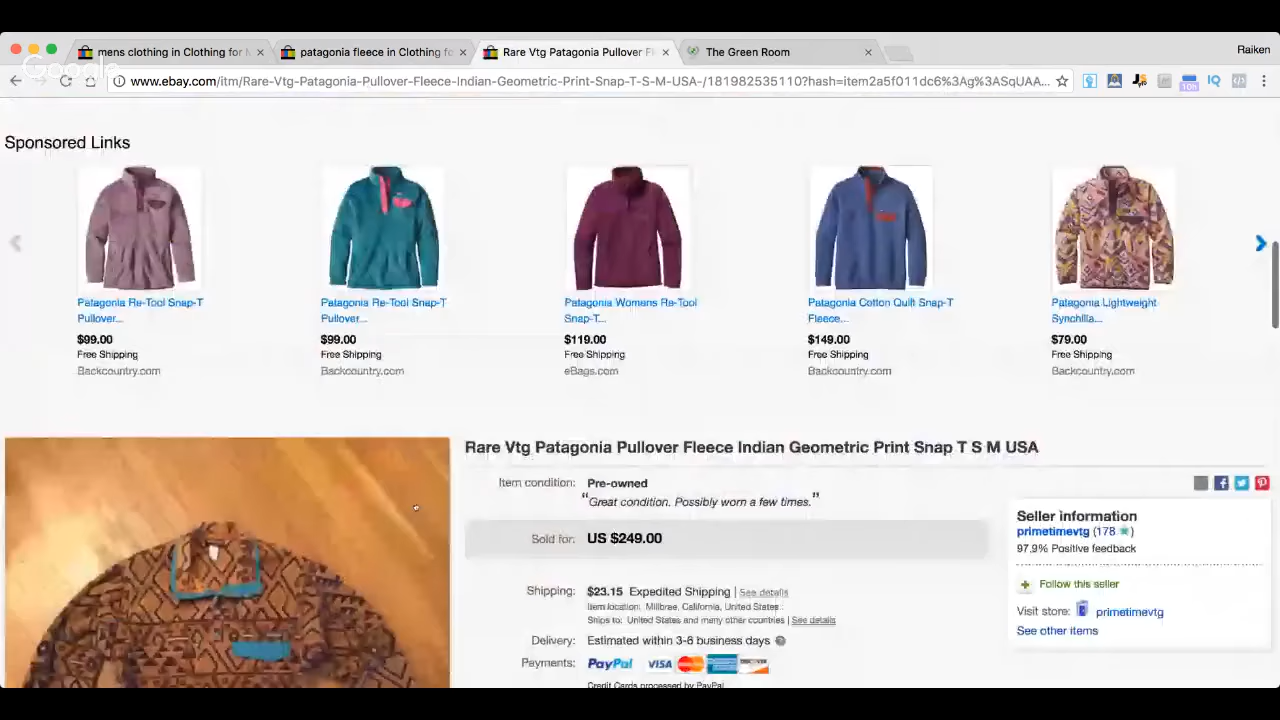 mens clothing in Clothing for M
patagonia fleece in Clothing fo
Rare Vtg Patagonia Pullover Fl
The Green Room
Raiken
Google
www.ebay.com/itm/Rare-Vtg-Patagonia-Pullover-Fleece-Indian-Geometric-Print-Snap-T-S-M-USA-/181982535110?hash=item2a5f011dc6%3Ag%3ASqUAA...
JS
10h
IQ
Sponsored Links
Patagonia Re-Tool Snap-T
Pullover...
$99.00
Free Shipping
Backcountry.com
Patagonia Re-Tool Snap-T
Pullover...
$99.00
Free Shipping
Backcountry.com
Patagonia Womens Re-Tool
Snap-T...
$119.00
Free Shipping
eBags.com
Patagonia Cotton Quilt Snap-T
Fleece...
$149.00
Free Shipping
Backcountry.com
Patagonia Lightweight
Synchilla...
$79.00
Free Shipping
Backcountry.com
Rare Vtg Patagonia Pullover Fleece Indian Geometric Print Snap T S M USA
Item condition: Pre-owned
“Great condition. Possibly worn a few times.”
Sold for: US $249.00
Shipping: $23.15 Expedited Shipping | See details
Item location: Millbrae, California, United States
Ships to: United States and many other countries | See details
Delivery: Estimated within 3-6 business days
Payments: PayPal VISA MasterCard DISCOVER
Credit Cards processed by PayPal
Seller information
primetimevtg (178)
97.9% Positive feedback
Follow this seller
Visit store: primetimevtg
See other items